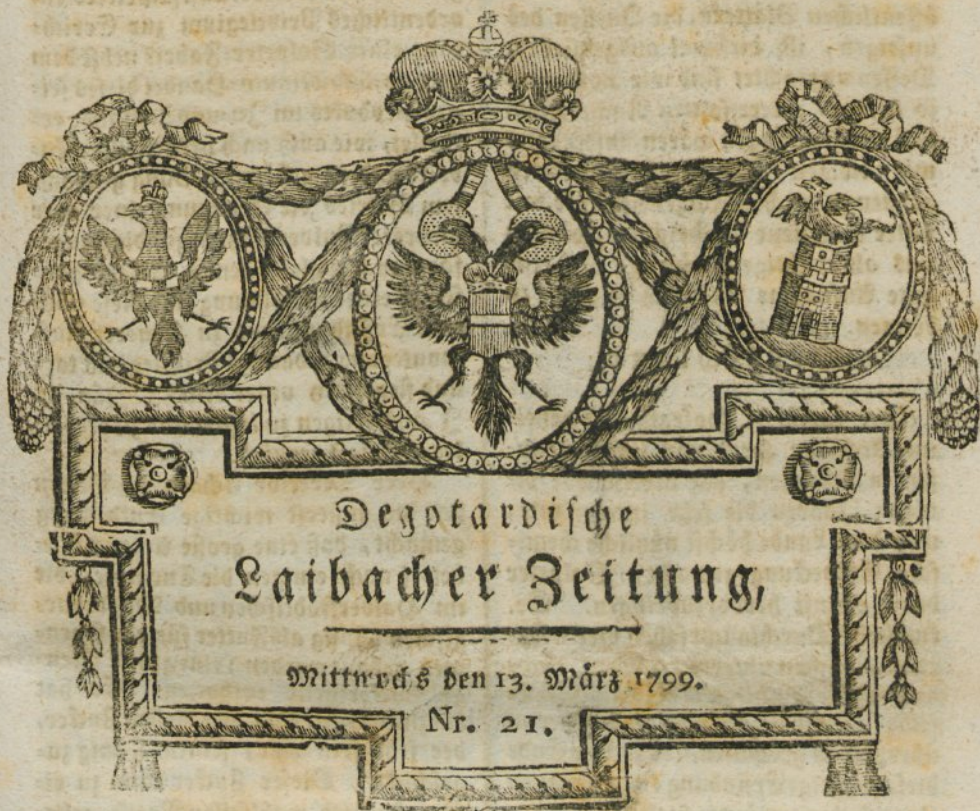 Degotardische
Laibacher Zeitung,
Mittwochs den 13. März 1799.
Nr. 21.